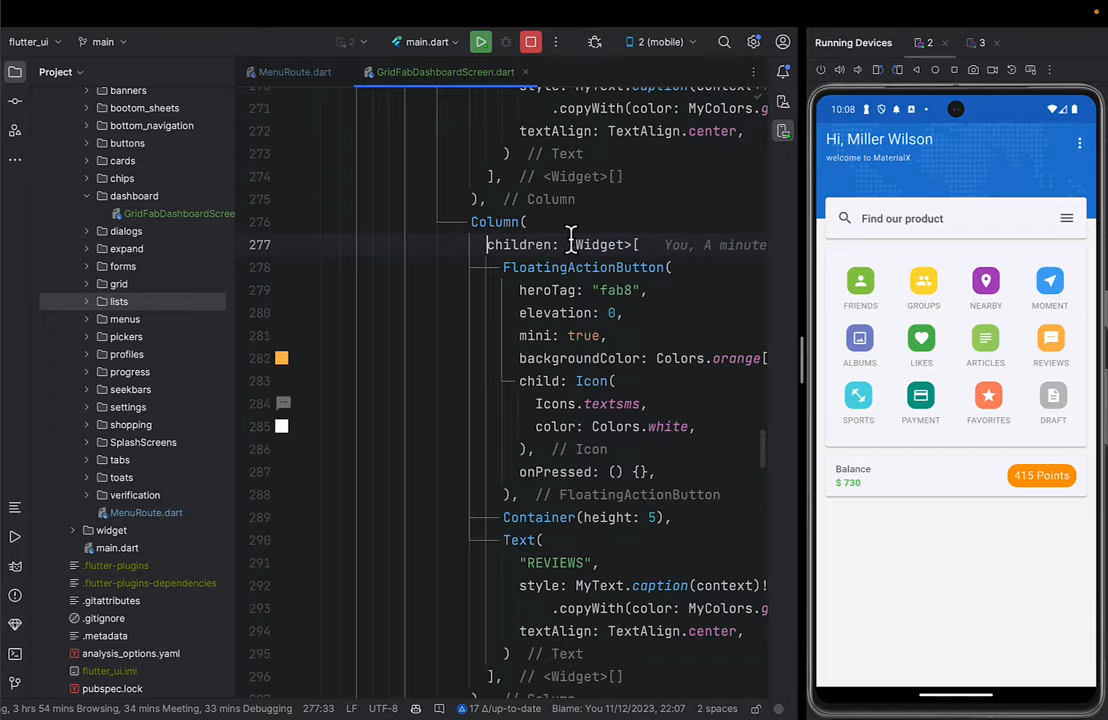 flutter_ui
main
2
main.dart
2 (mobile)
Running Devices
2
3
Project
MenuRoute.dart
GridFabDashboardScreen.dart
banners
bootom_sheets
bottom_navigation
buttons
cards
chips
dashboard
GridFabDashboardScree
dialogs
expand
forms
grid
lists
menus
pickers
profiles
progress
seekbars
settings
shopping
SplashScreens
tabs
toats
verification
MenuRoute.dart
widget
main.dart
.flutter-plugins
.flutter-plugins-dependencies
.gitattributes
.gitignore
.metadata
analysis_options.yaml
flutter_ui.iml
pubspec.lock
271 .copyWith(color: MyColors.g
272 textAlign: TextAlign.center,
273 ) // Text
274 ], // <Widget>[]
275 ), // Column
276 Column(
277 children: <Widget>[ You, A minute
278 FloatingActionButton(
279 heroTag: "fab8",
280 elevation: 0,
281 mini: true,
282 backgroundColor: Colors.orange[
283 child: Icon(
284 Icons.textsms,
285 color: Colors.white,
286 ), // Icon
287 onPressed: () {},
288 ), // FloatingActionButton
289 Container(height: 5),
290 Text(
291 "REVIEWS",
292 style: MyText.caption(context)!
293 .copyWith(color: MyColors.g
294 textAlign: TextAlign.center,
295 ) // Text
296 ], // <Widget>[]
10:08
Hi, Miller Wilson
welcome to MaterialX
Find our product
FRIENDS GROUPS NEARBY MOMENT
ALBUMS LIKES ARTICLES REVIEWS
SPORTS PAYMENT FAVORITES DRAFT
Balance
$ 730
415 Points
s, 3 hrs 54 mins Browsing, 34 mins Meeting, 33 mins Debugging 277:33 LF UTF-8 17 Δ/up-to-date Blame: You 11/12/2023, 22:07 2 spaces